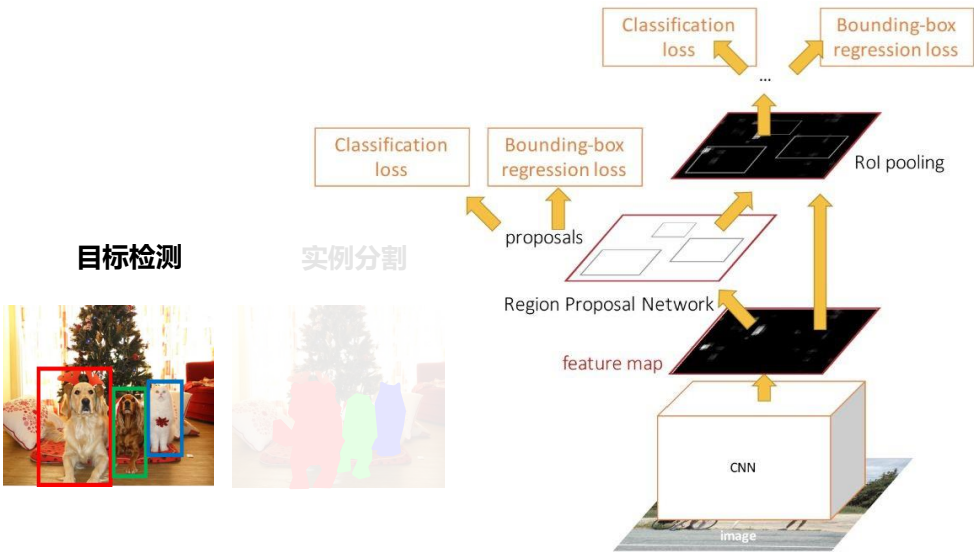 Classification
loss
Bounding-box
regression loss
...
Classification
loss
Bounding-box
regression loss
RoI pooling
proposals
目标检测
实例分割
Region Proposal Network
feature map
CNN
image